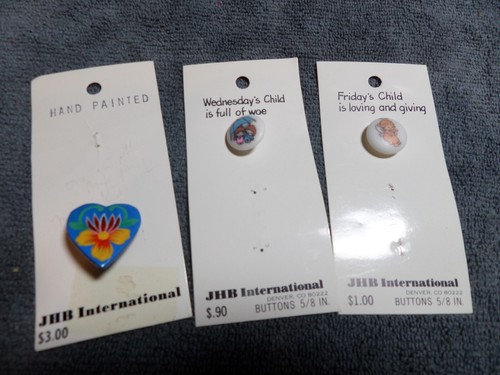 HAND PAINTED
JHB International
$3.00
Wednesday's Child
is full of woe
JHB International
DENVER, CO 80222
$.90 BUTTONS 5/8 IN.
Friday's Child
is loving and giving
JHB International
DENVER, CO 80222
$1.00 BUTTONS 5/8 IN.